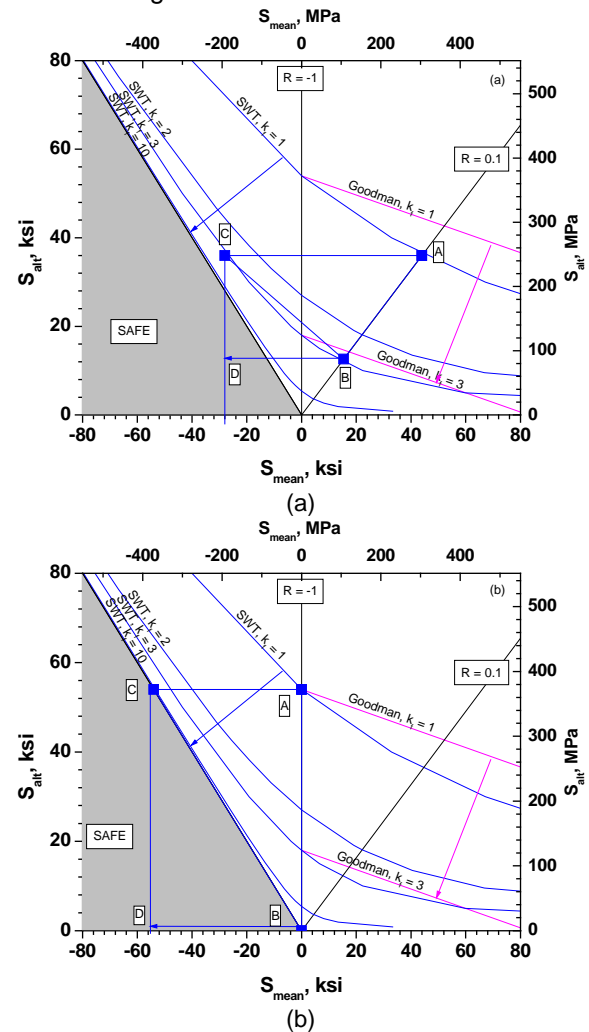 S_mean, MPa
-400 -200 0 200 400
80
60
40
20
0
S_alt, ksi
500
400
300
200
100
0
S_alt, MPa
(a)
R = -1
R = 0.1
SWT, k_f = 1
SWT, k_f = 2
SWT, k_f = 3
SWT, k_f = 10
Goodman, k_f = 1
Goodman, k_f = 3
C
A
B
D
SAFE
-80 -60 -40 -20 0 20 40 60 80
S_mean, ksi
(a)
S_mean, MPa
-400 -200 0 200 400
80
60
40
20
0
S_alt, ksi
500
400
300
200
100
0
S_alt, MPa
(b)
R = -1
R = 0.1
SWT, k_f = 1
SWT, k_f = 2
SWT, k_f = 3
SWT, k_f = 10
Goodman, k_f = 1
Goodman, k_f = 3
C
A
SAFE
D
B
-80 -60 -40 -20 0 20 40 60 80
S_mean, ksi
(b)